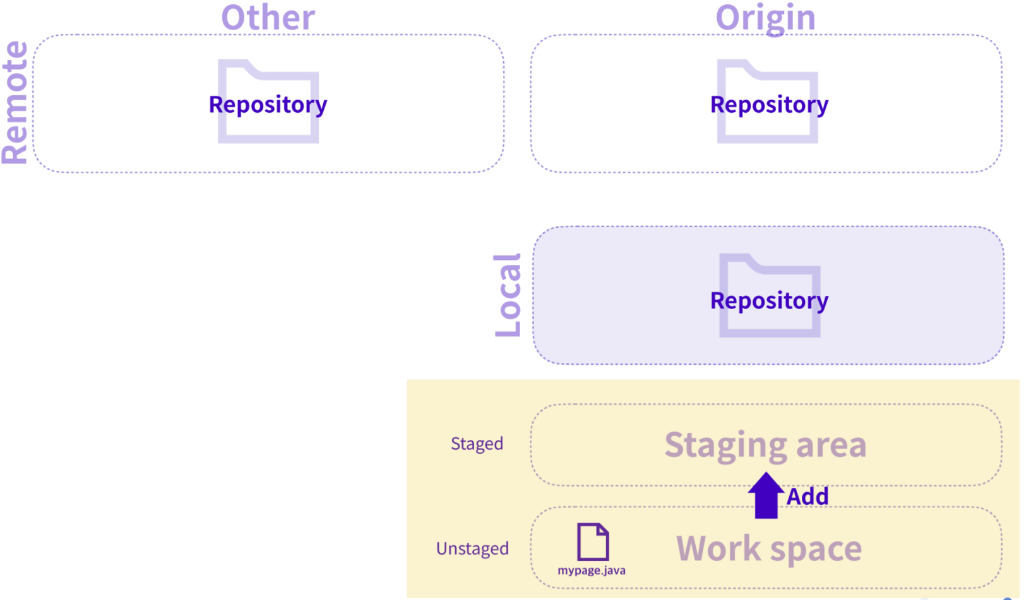 Other
Origin
Remote
Repository
Repository
Local
Repository
Staged
Staging area
Add
Unstaged
Work space
mypage.java